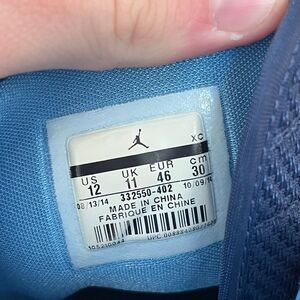 XC
US UK EUR cm
12 11 46 30
08/13/14 332550-402 10/09/14
MADE IN CHINA
FABRIQUE EN CHINE
UPC